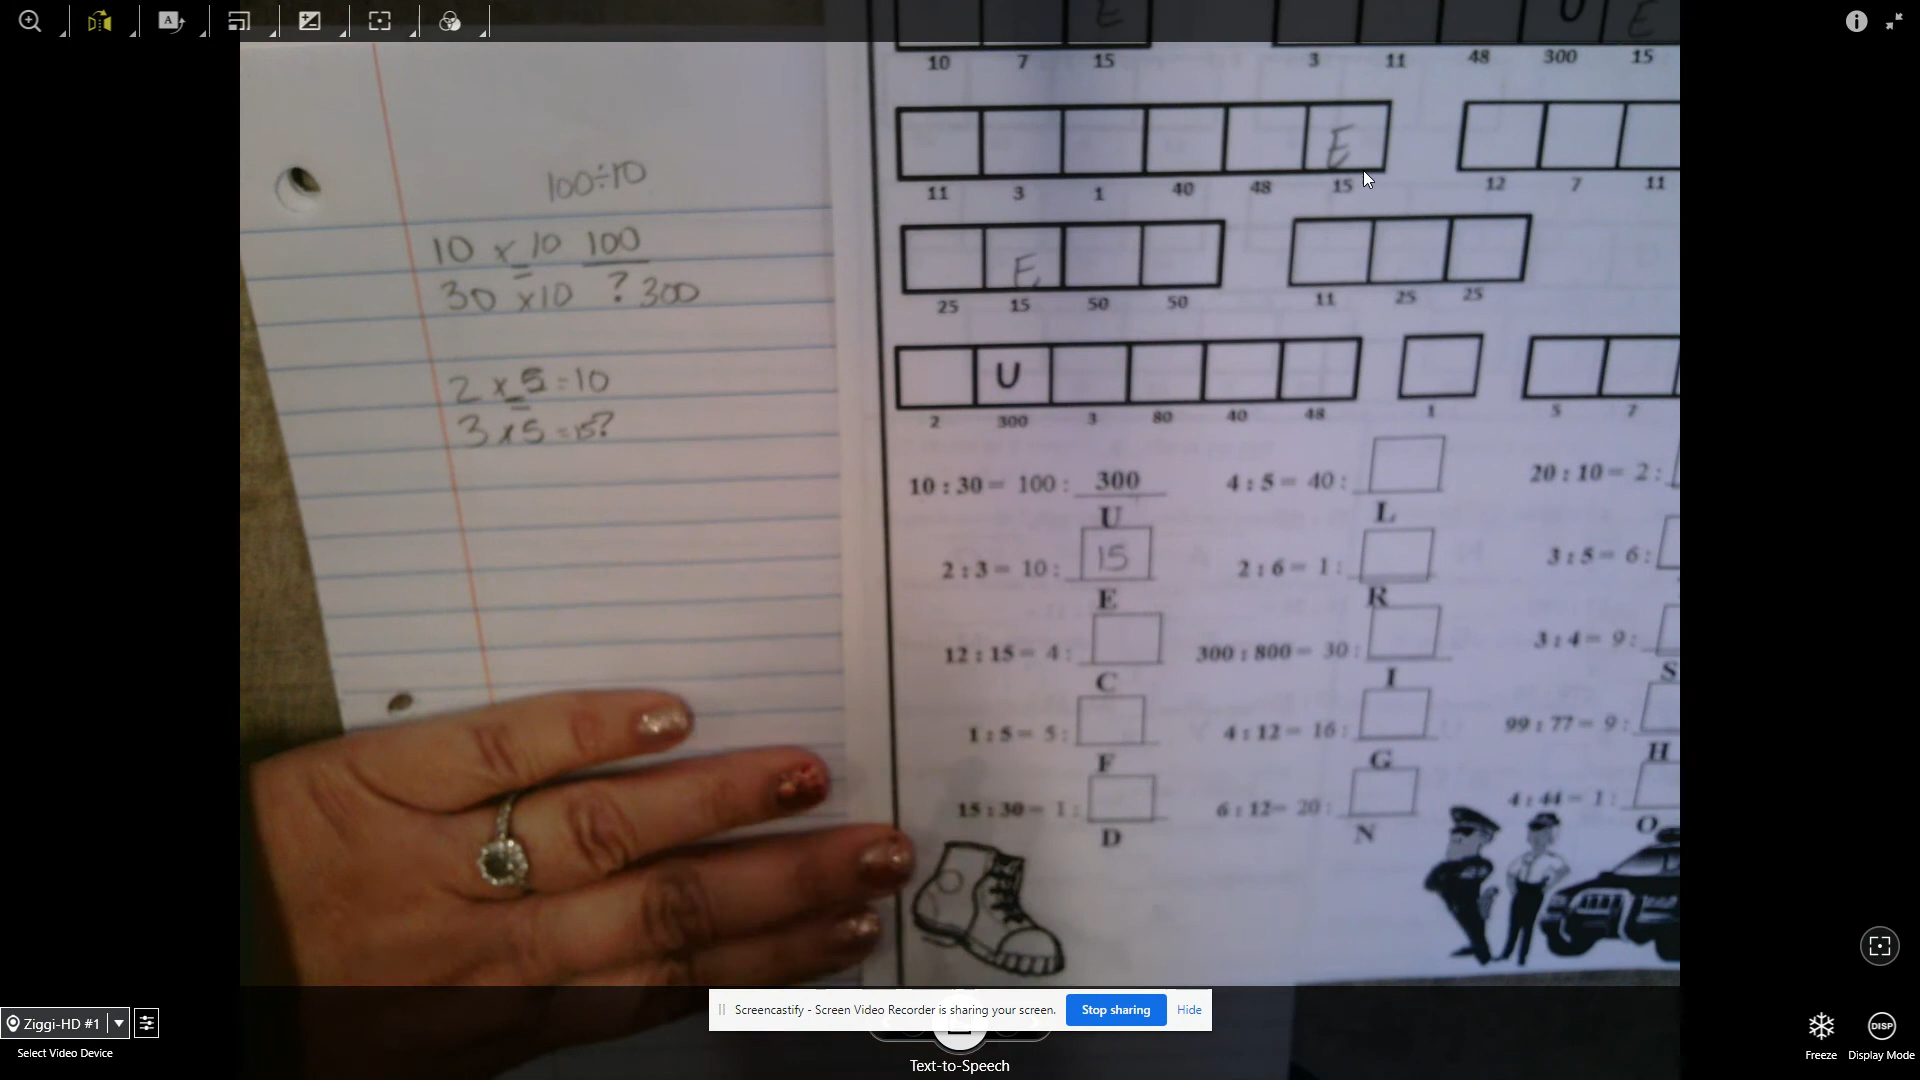 E U E
10 7 15 3 11 48 300 15
E
11 3 1 40 48 15 12 7 11
E
25 15 50 50 11 25 25
U
2 300 3 80 40 48 1 5 7
100÷10
10 x 10 100
30 x10 ? 300
2 x 5 = 10
3 x 5 = 15?
10 : 30 = 100 : 300 4 : 5 = 40 : 20 : 10 = 2 :
U L
2 : 3 = 10 : 15 2 : 6 = 1 : 3 : 5 = 6 :
E R
12 : 15 = 4 : 300 : 800 = 30 : 3 : 4 = 9 :
C I S
1 : 5 = 5 : 4 : 12 = 16 : 99 : 77 = 9 :
F G H
15 : 30 = 1 : 6 : 12 = 20 : 4 : 44 = 1 :
D N O
Screencastify - Screen Video Recorder is sharing your screen. Stop sharing Hide
Ziggi-HD #1
Select Video Device
Text-to-Speech
DISP
Freeze Display Mode